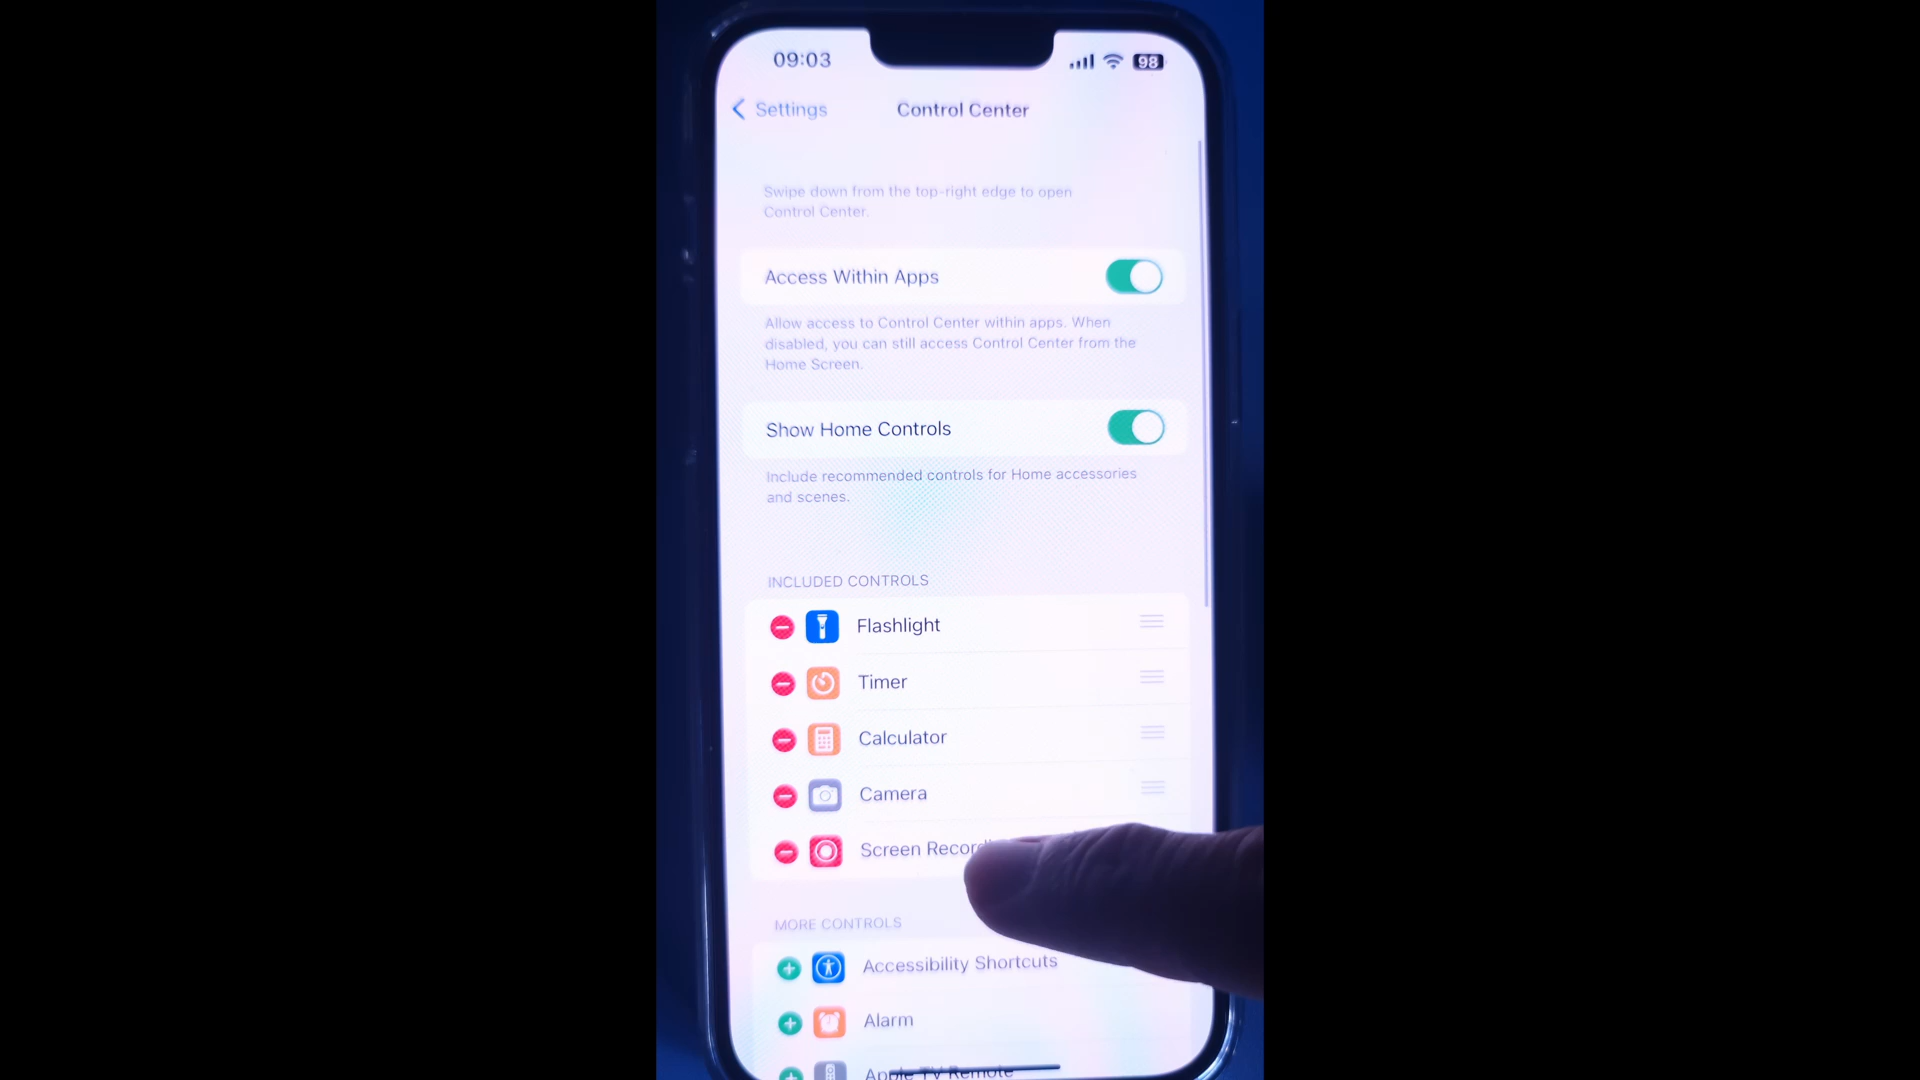 09:03
98
Settings
Control Center
Swipe down from the top-right edge to open
Control Center.
Access Within Apps
Allow access to Control Center within apps. When
disabled, you can still access Control Center from the
Home Screen.
Show Home Controls
Include recommended controls for Home accessories
and scenes.
INCLUDED CONTROLS
Flashlight
Timer
Calculator
Camera
Screen Record
MORE CONTROLS
Accessibility Shortcuts
Alarm
Apple TV Remote